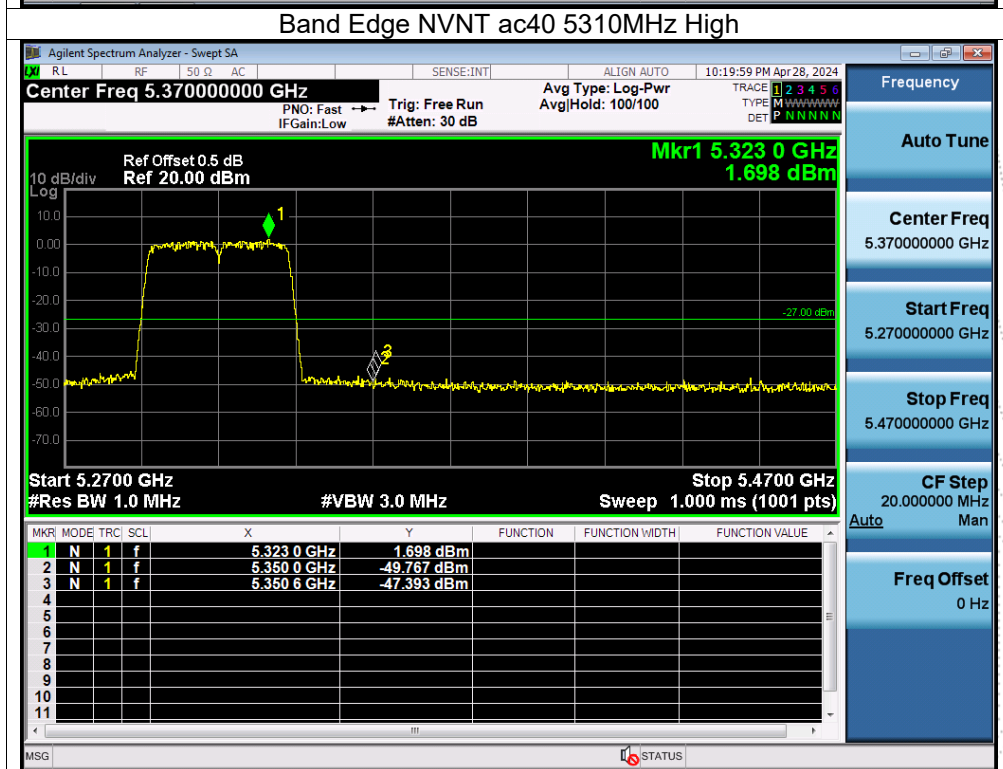 Band Edge NVNT ac40 5310MHz High
Agilent Spectrum Analyzer - Swept SA
LXI RL RF 50 Ω AC SENSE:INT ALIGN AUTO 10:19:59 PM Apr 28, 2024
Center Freq 5.370000000 GHz
PNO: Fast
IFGain:Low
Trig: Free Run
#Atten: 30 dB
Avg Type: Log-Pwr
Avg|Hold: 100/100
TRACE 1 2 3 4 5 6
TYPE M WWWWW
DET P N N N N N
Frequency
Auto Tune
Center Freq
5.370000000 GHz
Start Freq
5.270000000 GHz
Stop Freq
5.470000000 GHz
CF Step
20.000000 MHz
Auto Man
Freq Offset
0 Hz
Mkr1 5.323 0 GHz
1.698 dBm
Ref Offset 0.5 dB
10 dB/div Ref 20.00 dBm
Log
10.0
0.00
-10.0
-20.0
-30.0
-40.0
-50.0
-60.0
-70.0
1
-27.00 dBm
3
2
Start 5.2700 GHz Stop 5.4700 GHz
#Res BW 1.0 MHz #VBW 3.0 MHz Sweep 1.000 ms (1001 pts)
MKR MODE TRC SCL X Y FUNCTION FUNCTION WIDTH FUNCTION VALUE
1 N 1 f 5.323 0 GHz 1.698 dBm
2 N 1 f 5.350 0 GHz -49.767 dBm
3 N 1 f 5.350 6 GHz -47.393 dBm
4
5
6
7
8
9
10
11
MSG STATUS